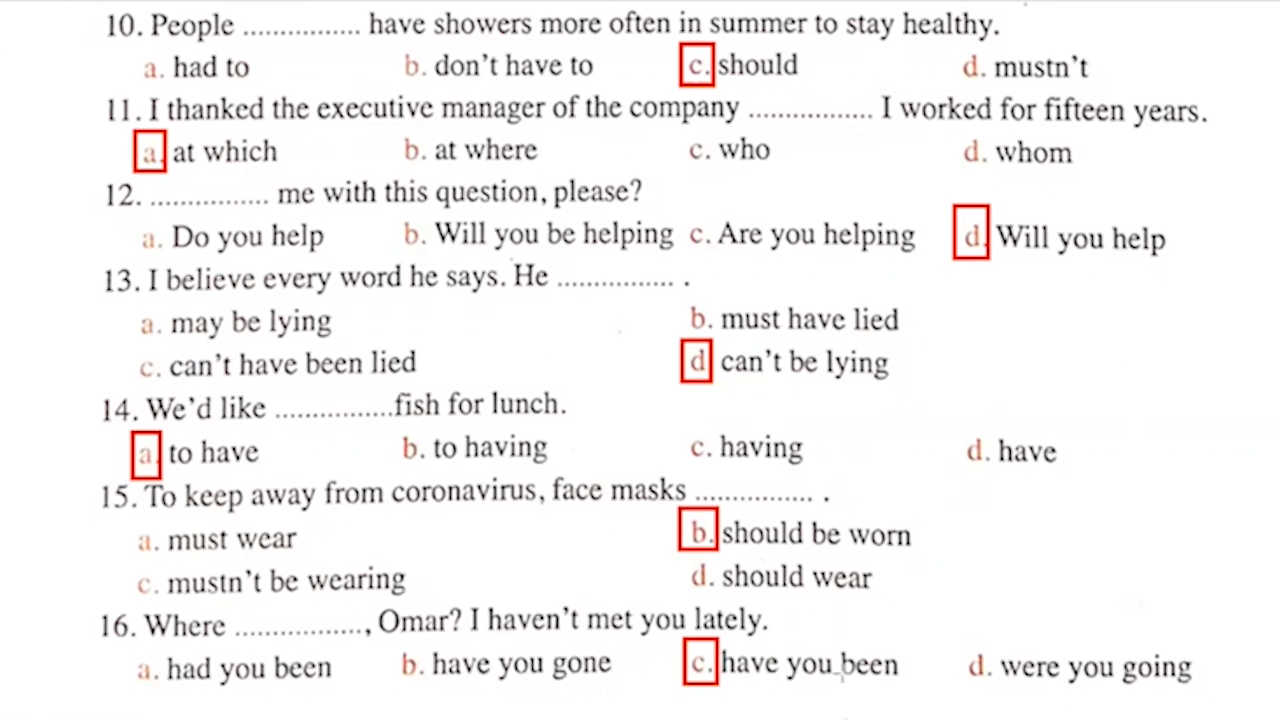 10. People ................ have showers more often in summer to stay healthy.
a. had to b. don't have to c. should d. mustn't
11. I thanked the executive manager of the company ................ I worked for fifteen years.
a. at which b. at where c. who d. whom
12. ................ me with this question, please?
a. Do you help b. Will you be helping c. Are you helping d. Will you help
13. I believe every word he says. He ................ .
a. may be lying b. must have lied
c. can't have been lied d. can't be lying
14. We'd like ................fish for lunch.
a. to have b. to having c. having d. have
15. To keep away from coronavirus, face masks ................ .
a. must wear b. should be worn
c. mustn't be wearing d. should wear
16. Where ................., Omar? I haven't met you lately.
a. had you been b. have you gone c. have you been d. were you going